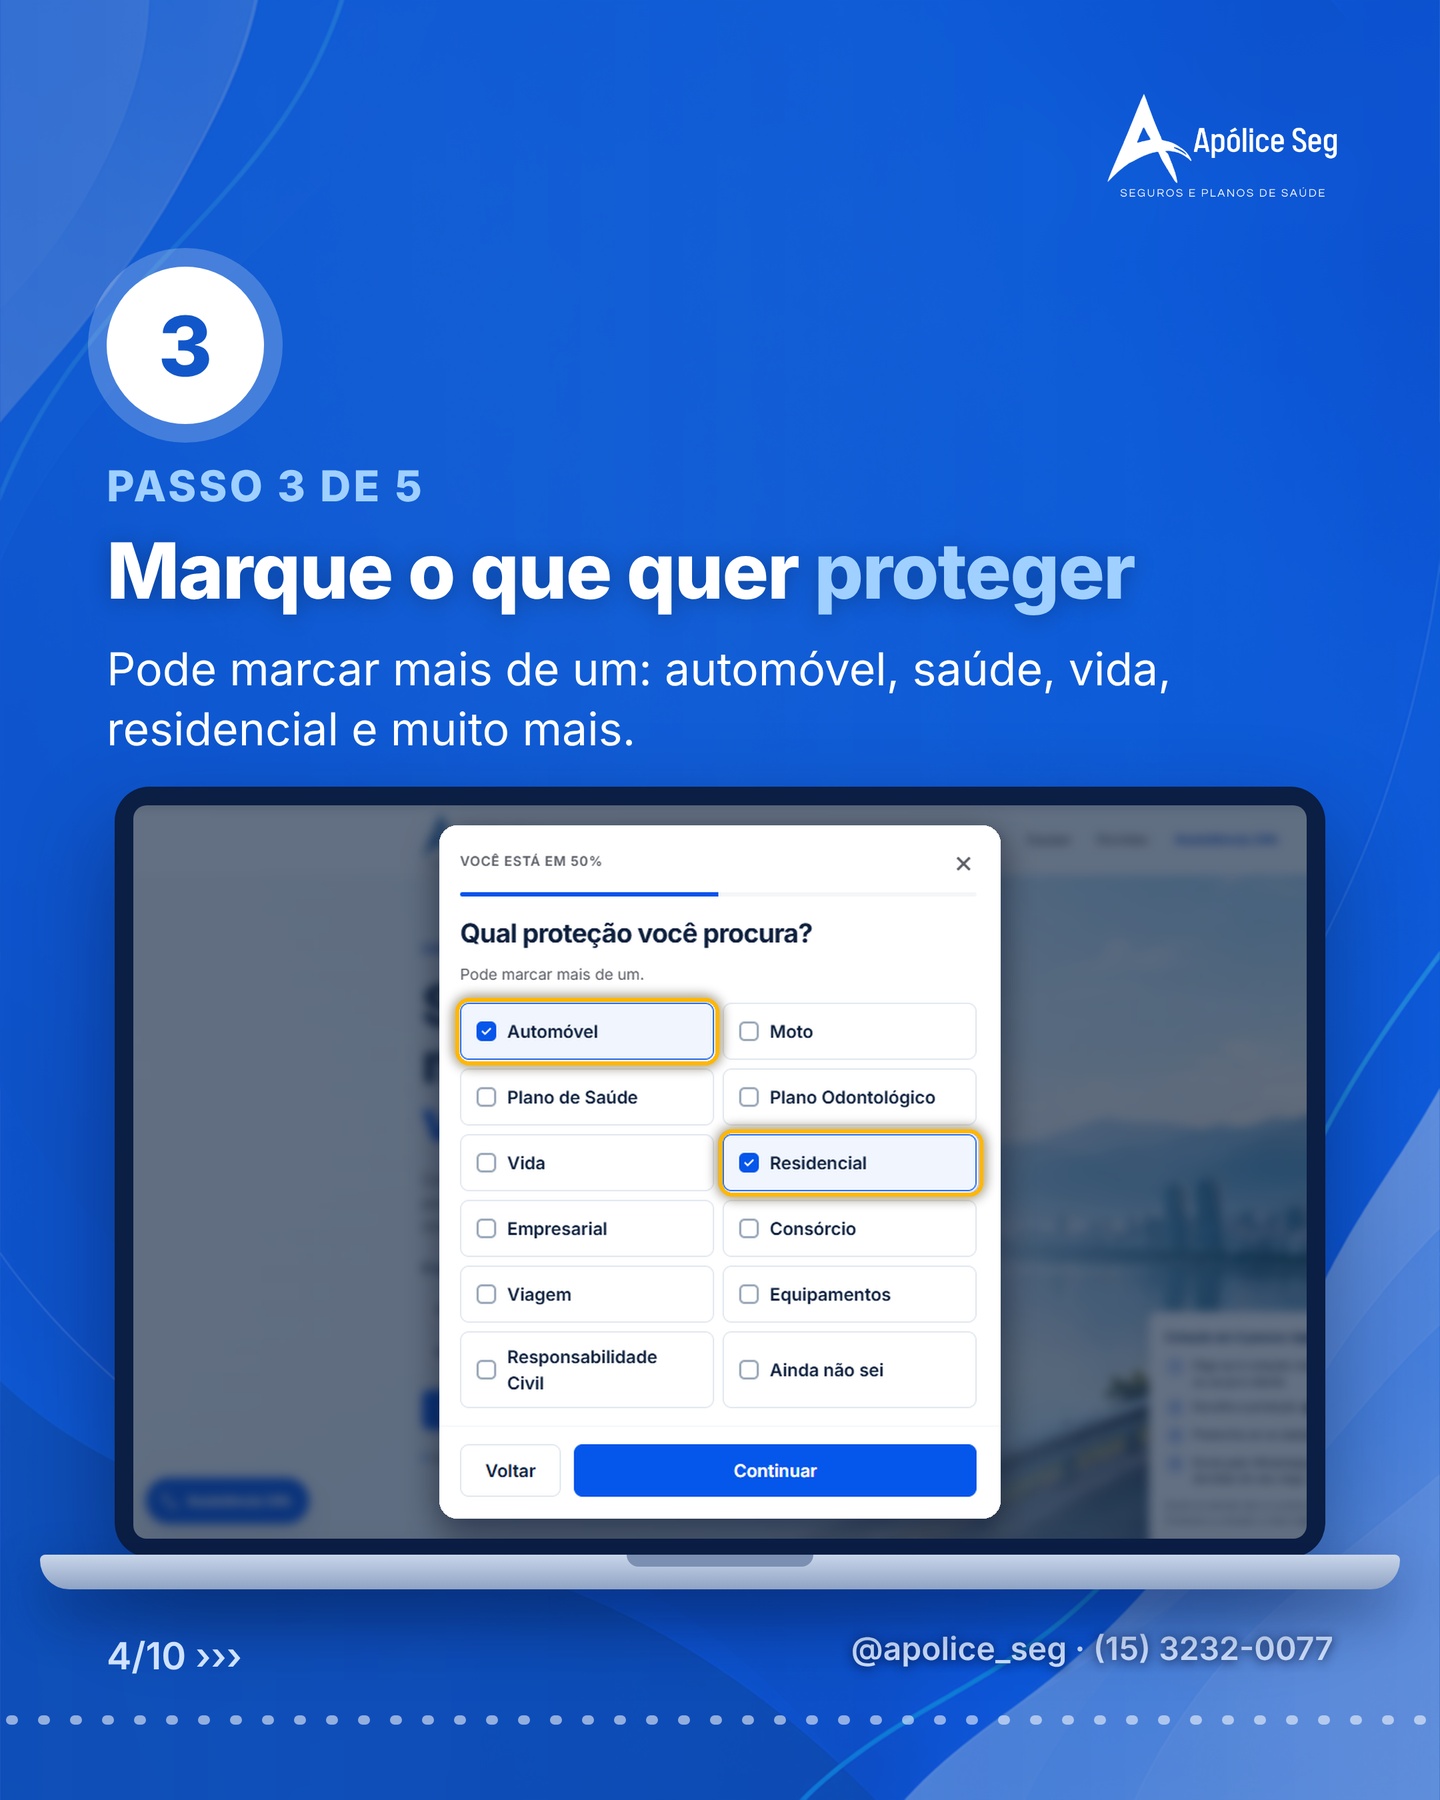 Apólice Seg
SEGUROS E PLANOS DE SAÚDE
3
PASSO 3 DE 5
Marque o que quer proteger
Pode marcar mais de um: automóvel, saúde, vida,
residencial e muito mais.
VOCÊ ESTÁ EM 50%
Qual proteção você procura?
Pode marcar mais de um.
Automóvel
Moto
Plano de Saúde
Plano Odontológico
Vida
Residencial
Empresarial
Consórcio
Viagem
Equipamentos
Responsabilidade
Civil
Ainda não sei
Voltar
Continuar
4/10 ›››
@apolice_seg · (15) 3232-0077